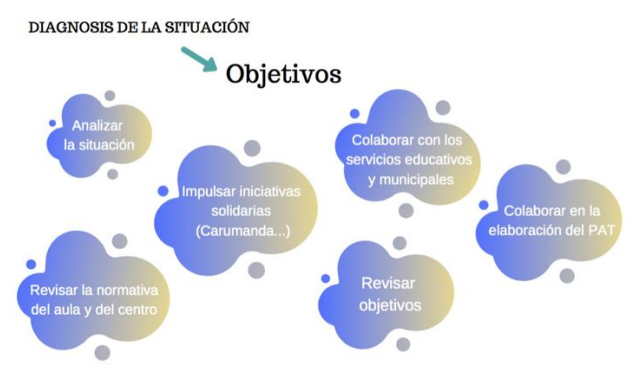 DIAGNOSIS DE LA SITUACIÓN
Objetivos
Analizar
la situación
Impulsar iniciativas
solidarias
(Carumanda...)
Colaborar con los
servicios educativos
y municipales
Colaborar en la
elaboración del PAT
Revisar la normativa
del aula y del centro
Revisar
objetivos